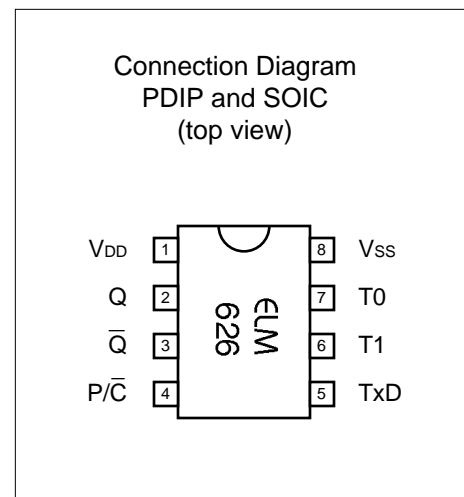 Connection Diagram
PDIP and SOIC
(top view)
VDD 1 8 VSS
Q 2 7 T0
Q̅ 3 6 T1
P/C̅ 4 5 TxD
ELM
626